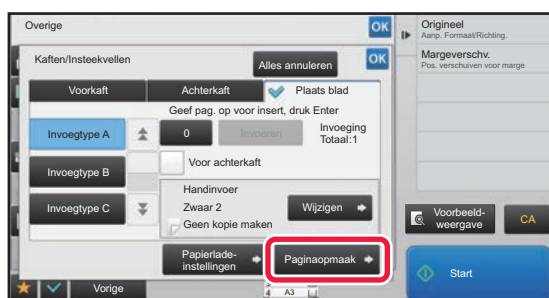 Overige
OK
Kaften/Insteekvellen
Alles annuleren
OK
Voorkaft
Achterkaft
Plaats blad
Geef pag. op voor insert, druk Enter
Invoegtype A
0
Invoeren
Invoeging
Totaal:1
Invoegtype B
Voor achterkaft
Invoegtype C
Handinvoer
Zwaar 2
Geen kopie maken
Wijzigen
Papierlade-
instellingen
Paginaopmaak
Vorige
A3
Origineel
Aanp. Formaat/Richting.
Margeverschv.
Pos. verschuiven voor marge
Voorbeeld-
weergave
CA
Start